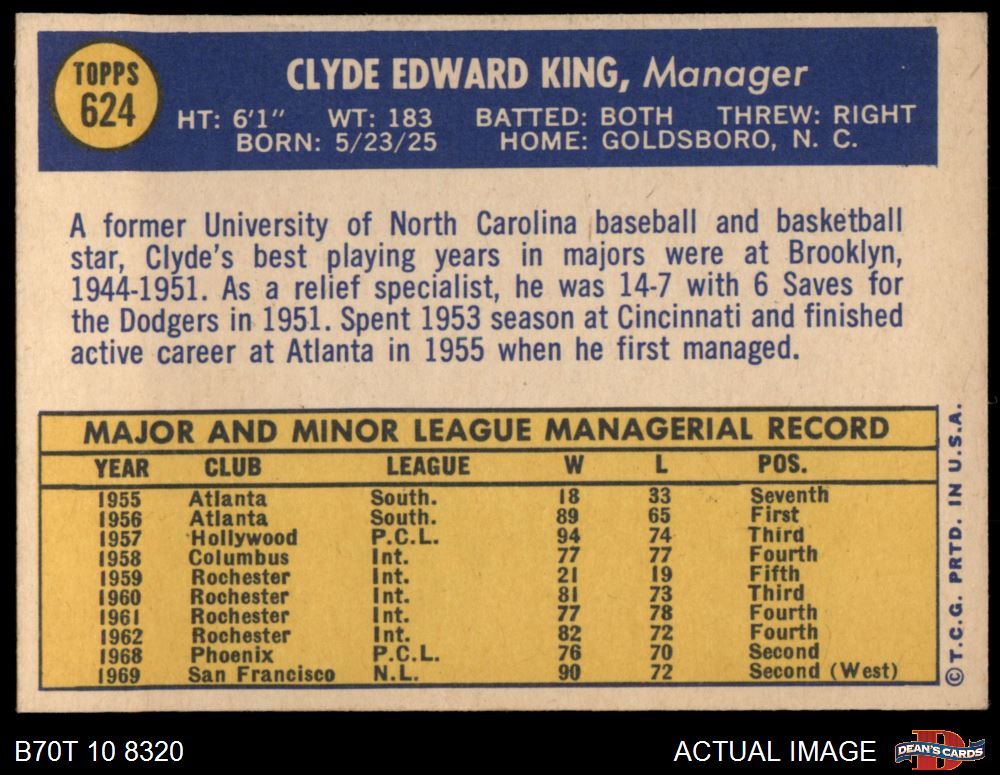 TOPPS
624
CLYDE EDWARD KING, Manager
HT: 6'1" WT: 183 BATTED: BOTH THREW: RIGHT
BORN: 5/23/25 HOME: GOLDSBORO, N. C.
A former University of North Carolina baseball and basketball
star, Clyde's best playing years in majors were at Brooklyn,
1944-1951. As a relief specialist, he was 14-7 with 6 Saves for
the Dodgers in 1951. Spent 1953 season at Cincinnati and finished
active career at Atlanta in 1955 when he first managed.
MAJOR AND MINOR LEAGUE MANAGERIAL RECORD
YEAR CLUB LEAGUE W L POS.
1955 Atlanta South. 18 33 Seventh
1956 Atlanta South. 89 65 First
1957 Hollywood P.C.L. 94 74 Third
1958 Columbus Int. 77 77 Fourth
1959 Rochester Int. 21 19 Fifth
1960 Rochester Int. 81 73 Third
1961 Rochester Int. 77 78 Fourth
1962 Rochester Int. 82 72 Fourth
1968 Phoenix P.C.L. 76 70 Second
1969 San Francisco N.L. 90 72 Second (West)
© T.C.G. PRTD. IN U.S.A.
B70T 10 8320
ACTUAL IMAGE
D
DEAN'S CARDS